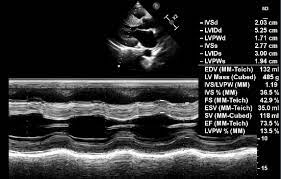 SD
IVSd 2.03 cm
LVIDd 5.25 cm
LVPWd 1.71 cm
IVSs 2.77 cm
LVIDs 3.00 cm
LVPWs 1.94 cm
EDV (MM-Teich) 132 ml
LV Mass (Cubed) 485 g
IVS/LVPW (MM) 1.19
IVS % (MM) 36.5 %
FS (MM-Teich) 42.9 %
ESV (MM-Teich) 35.0 ml
SV (MM-Cubed) 118 ml
EF (MM-Teich) 73.5 %
LVPW % (MM) 13.5 %
10
15